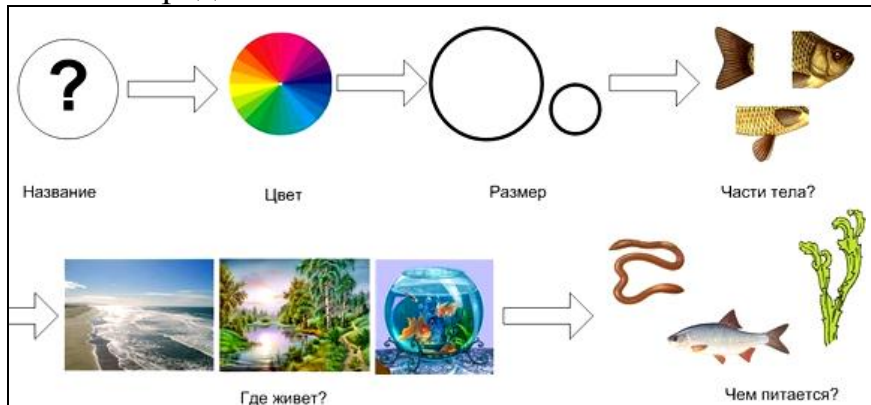 ?
Название
Цвет
Размер
Части тела?
Где живет?
Чем питается?